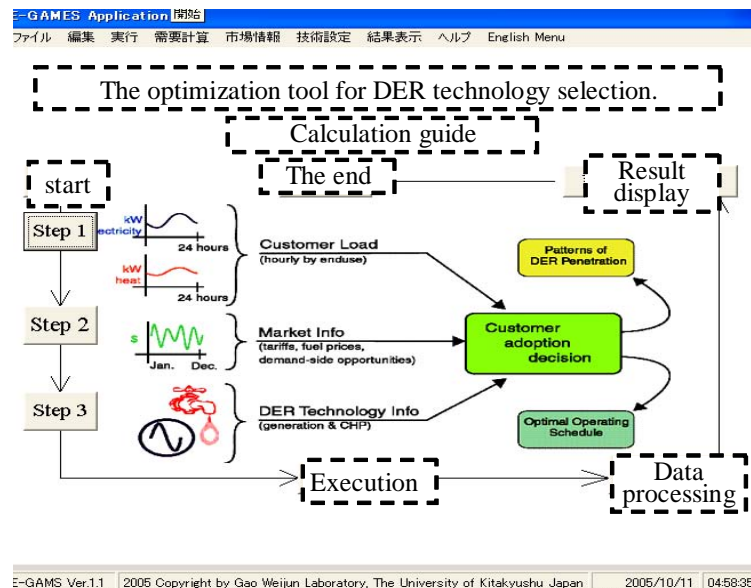 E-GAMES Application 開始
ファイル 編集 実行 需要計算 市場情報 技術設定 結果表示 ヘルプ English Menu
The optimization tool for DER technology selection.
Calculation guide
start
The end
Result
display
Step 1
kW
ectricity
24 hours
Customer Load
(hourly by enduse)
kW
heat
24 hours
Patterns of
DER Penetration
Step 2
$
Jan. Dec.
Market Info
(tariffs, fuel prices,
demand-side opportunities)
Customer
adoption
decision
Step 3
DER Technology Info
(generation & CHP)
Optimal Operating
Schedule
Execution
Data
processing
E-GAMS Ver.1.1 2005 Copyright by Gao Weijun Laboratory, The University of Kitakyushu Japan 2005/10/11 04:58:35